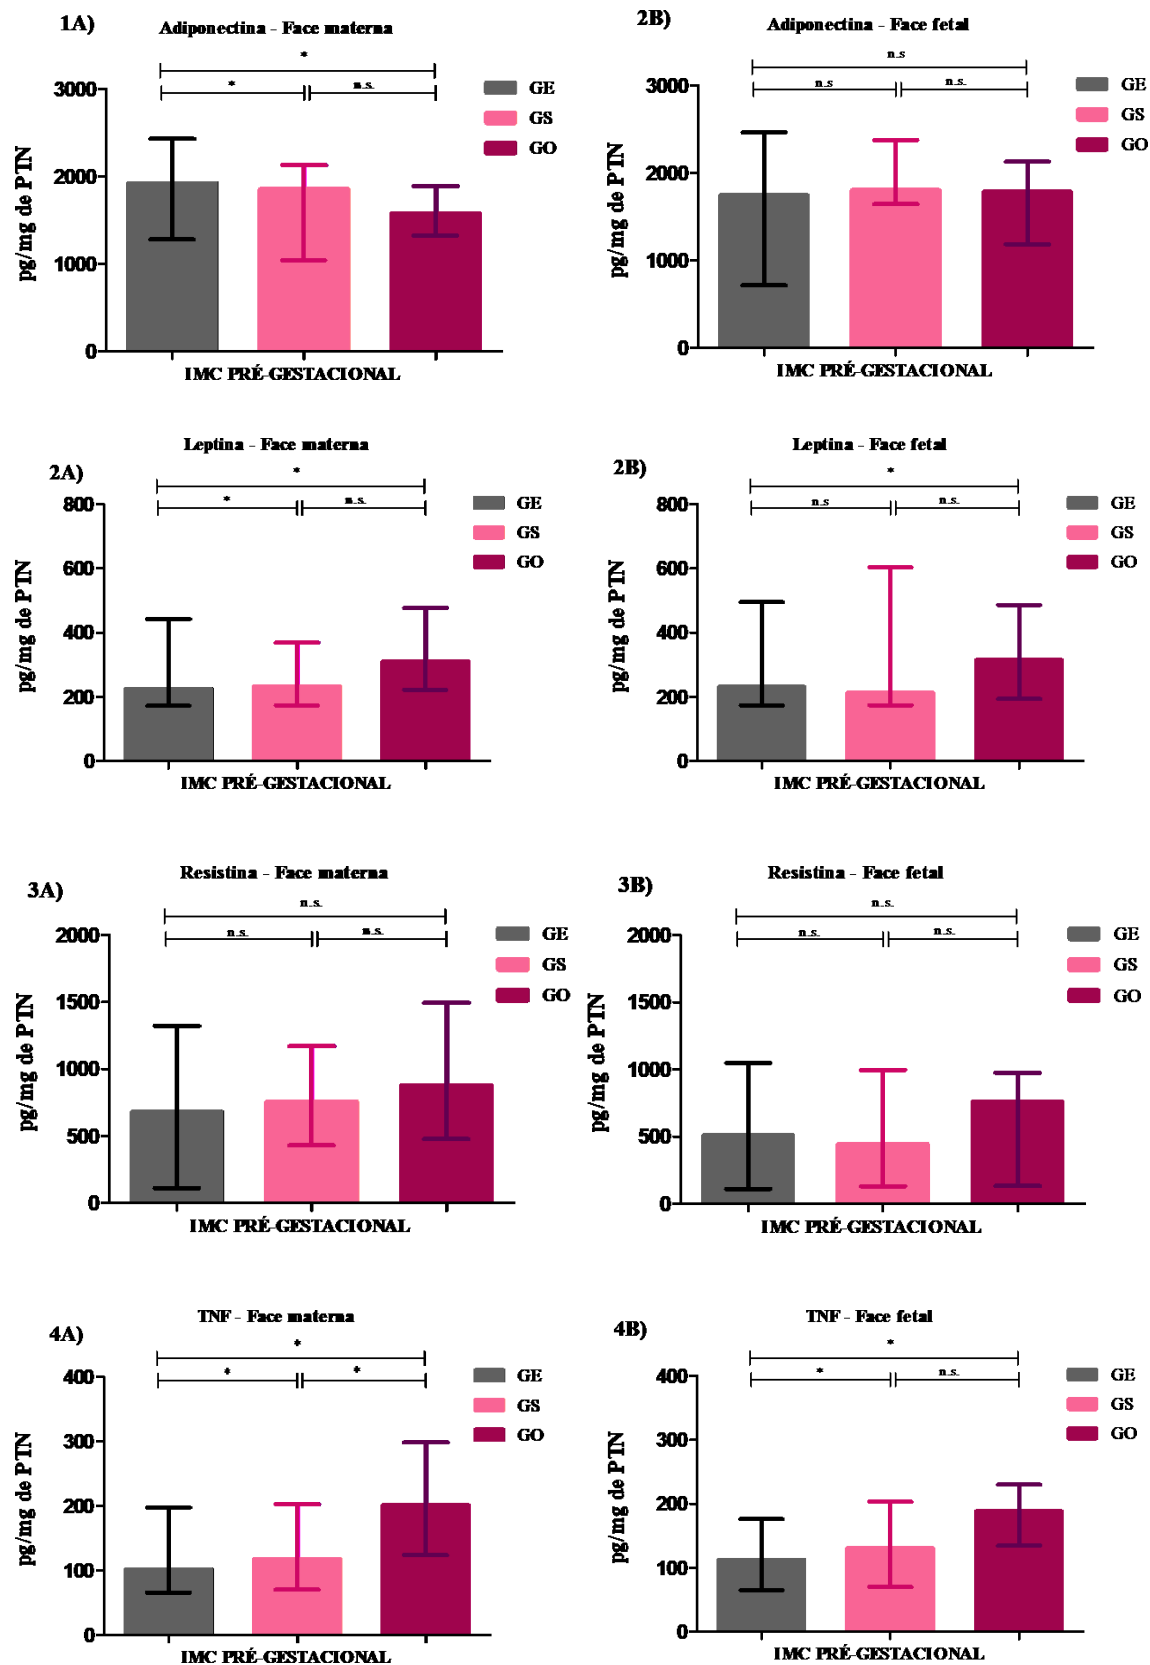 1A)
Adiponectina - Face materna
*
*
n.s.
3000
2000
1000
0
pg/mg de PTN
GE
GS
GO
IMC PRÉ-GESTACIONAL
2B)
Adiponectina - Face fetal
n.s
n.s
n.s.
3000
2000
1000
0
pg/mg de PTN
GE
GS
GO
IMC PRÉ-GESTACIONAL
2A)
Leptina - Face materna
*
*
n.s.
800
600
400
200
0
pg/mg de PTN
GE
GS
GO
IMC PRÉ-GESTACIONAL
2B)
Leptina - Face fetal
*
n.s
n.s.
800
600
400
200
0
pg/mg de PTN
GE
GS
GO
IMC PRÉ-GESTACIONAL
3A)
Resistina - Face materna
n.s.
n.s.
n.s.
2000
1500
1000
500
0
pg/mg de PTN
GE
GS
GO
IMC PRÉ-GESTACIONAL
3B)
Resistina - Face fetal
n.s.
n.s.
n.s.
2000
1500
1000
500
0
pg/mg de PTN
GE
GS
GO
IMC PRÉ-GESTACIONAL
4A)
TNF - Face materna
*
*
*
400
300
200
100
0
pg/mg de PTN
GE
GS
GO
IMC PRÉ-GESTACIONAL
4B)
TNF - Face fetal
*
*
n.s.
400
300
200
100
0
pg/mg de PTN
GE
GS
GO
IMC PRÉ-GESTACIONAL